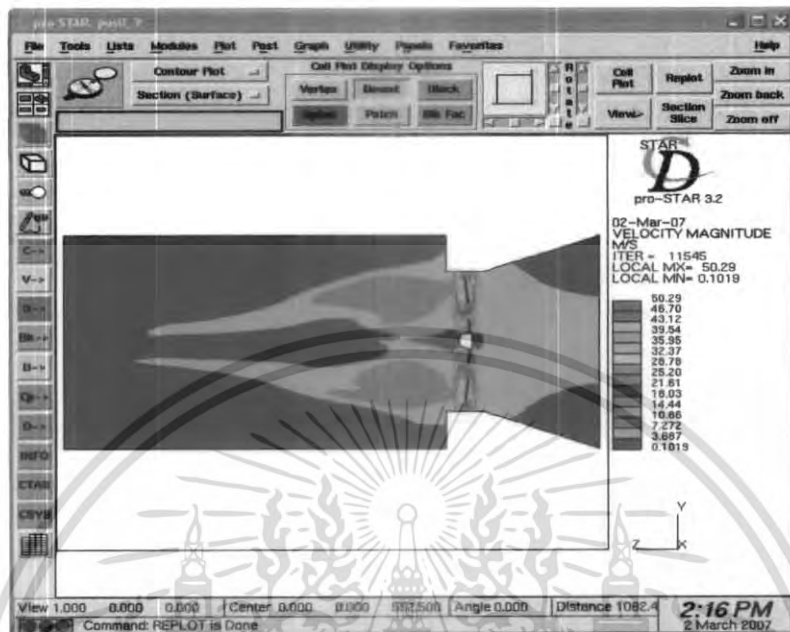 pro STAR, post, ?
File Tools Lists Modules Plot Post Graph Utility Panels Favorites Help
Contour Plot
Section (Surface)
Cell Plot Display Options
Vertex
Patch
Rotate
Cell Plot
Replot
Zoom in
Zoom back
View->
Section Slice
Zoom off
STAR
CD
pro-STAR 3.2
02-Mar-07
VELOCITY MAGNITUDE
M/S
ITER = 11545
LOCAL MX= 50.29
LOCAL MN= 0.1019
50.29
46.70
43.12
39.54
35.95
32.37
28.78
25.20
21.61
18.03
14.44
10.86
7.272
3.687
0.1019
C-->
V-->
INFO
CTAB
Y
Z X
View 1.000 0.000 0.000 Center 0.000 0.000 552.500 Angle 0.000 Distance 1082.4
Command: REPLOT is Done
2:16 PM
2 March 2007